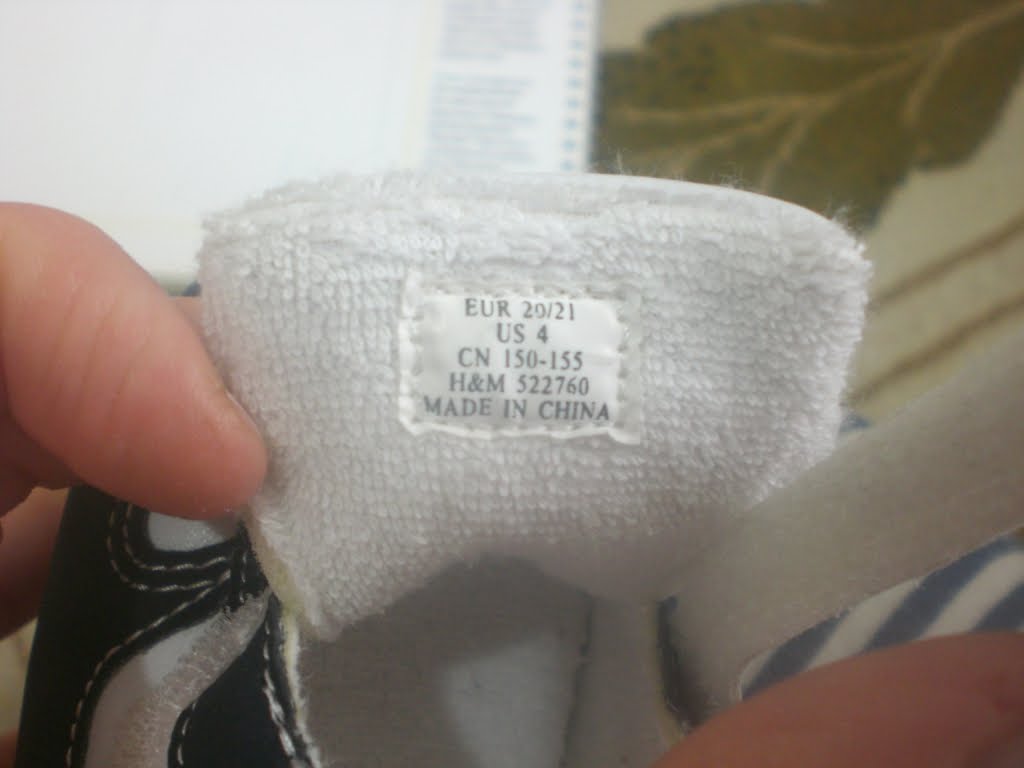 EUR 20/21
US 4
CN 150-155
H&M 522760
MADE IN CHINA